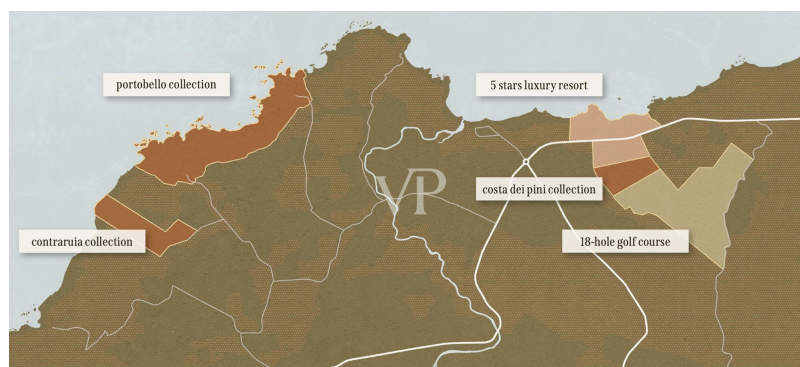 portobello collection
5 stars luxury resort
VP
costa dei pini collection
contraruia collection
18-hole golf course